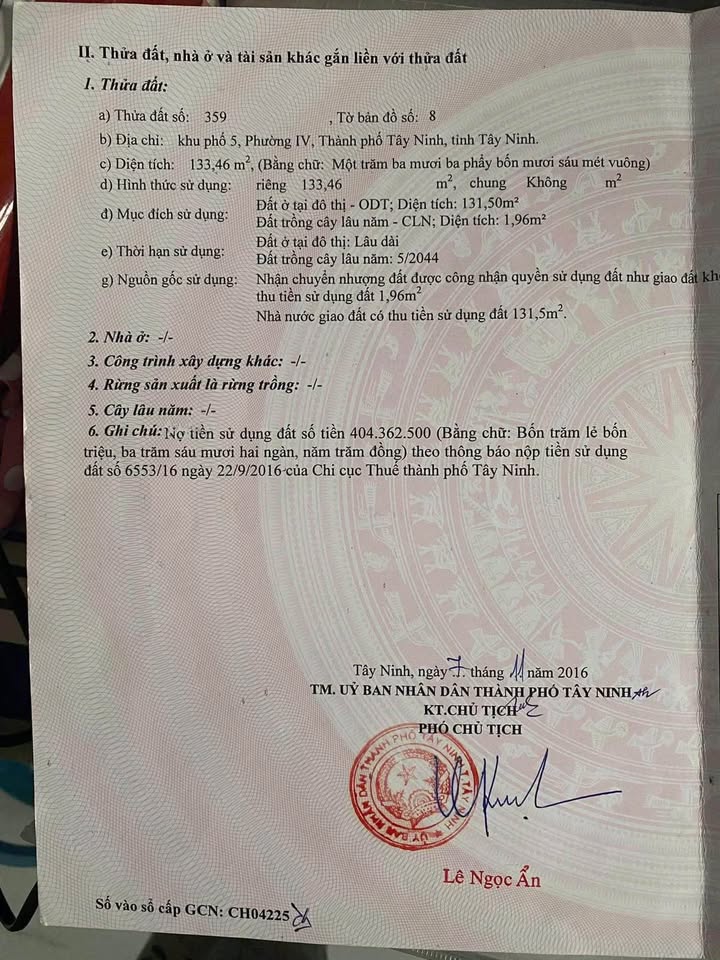 II. Thửa đất, nhà ở và tài sản khác gắn liền với thửa đất
1. Thửa đất:
a) Thửa đất số: 359 , Tờ bản đồ số: 8
b) Địa chỉ: khu phố 5, Phường IV, Thành phố Tây Ninh, tỉnh Tây Ninh.
c) Diện tích: 133,46 m², (Bằng chữ: Một trăm ba mươi ba phẩy bốn mươi sáu mét vuông)
d) Hình thức sử dụng: riêng 133,46 m², chung Không m²
đ) Mục đích sử dụng: Đất ở tại đô thị - ODT; Diện tích: 131,50m²
Đất trồng cây lâu năm - CLN; Diện tích: 1,96m²
e) Thời hạn sử dụng: Đất ở tại đô thị: Lâu dài
Đất trồng cây lâu năm: 5/2044
g) Nguồn gốc sử dụng: Nhận chuyển nhượng đất được công nhận quyền sử dụng đất như giao đất kh
thu tiền sử dụng đất 1,96m²
Nhà nước giao đất có thu tiền sử dụng đất 131,5m².
2. Nhà ở: -/-
3. Công trình xây dựng khác: -/-
4. Rừng sản xuất là rừng trồng: -/-
5. Cây lâu năm: -/-
6. Ghi chú: Nợ tiền sử dụng đất số tiền 404.362.500 (Bằng chữ: Bốn trăm lẻ bốn
triệu, ba trăm sáu mươi hai ngàn, năm trăm đồng) theo thông báo nộp tiền sử dụng
đất số 6553/16 ngày 22/9/2016 của Chi cục Thuế thành phố Tây Ninh.
Tây Ninh, ngày 7. tháng 11 năm 2016
TM. UỶ BAN NHÂN DÂN THÀNH PHỐ TÂY NINH
KT.CHỦ TỊCH
PHÓ CHỦ TỊCH
ỦY BAN NHÂN DÂN THÀNH PHỐ TÂY NINH T. TÂY NINH
Lê Ngọc Ẩn
Số vào sổ cấp GCN: CH04225